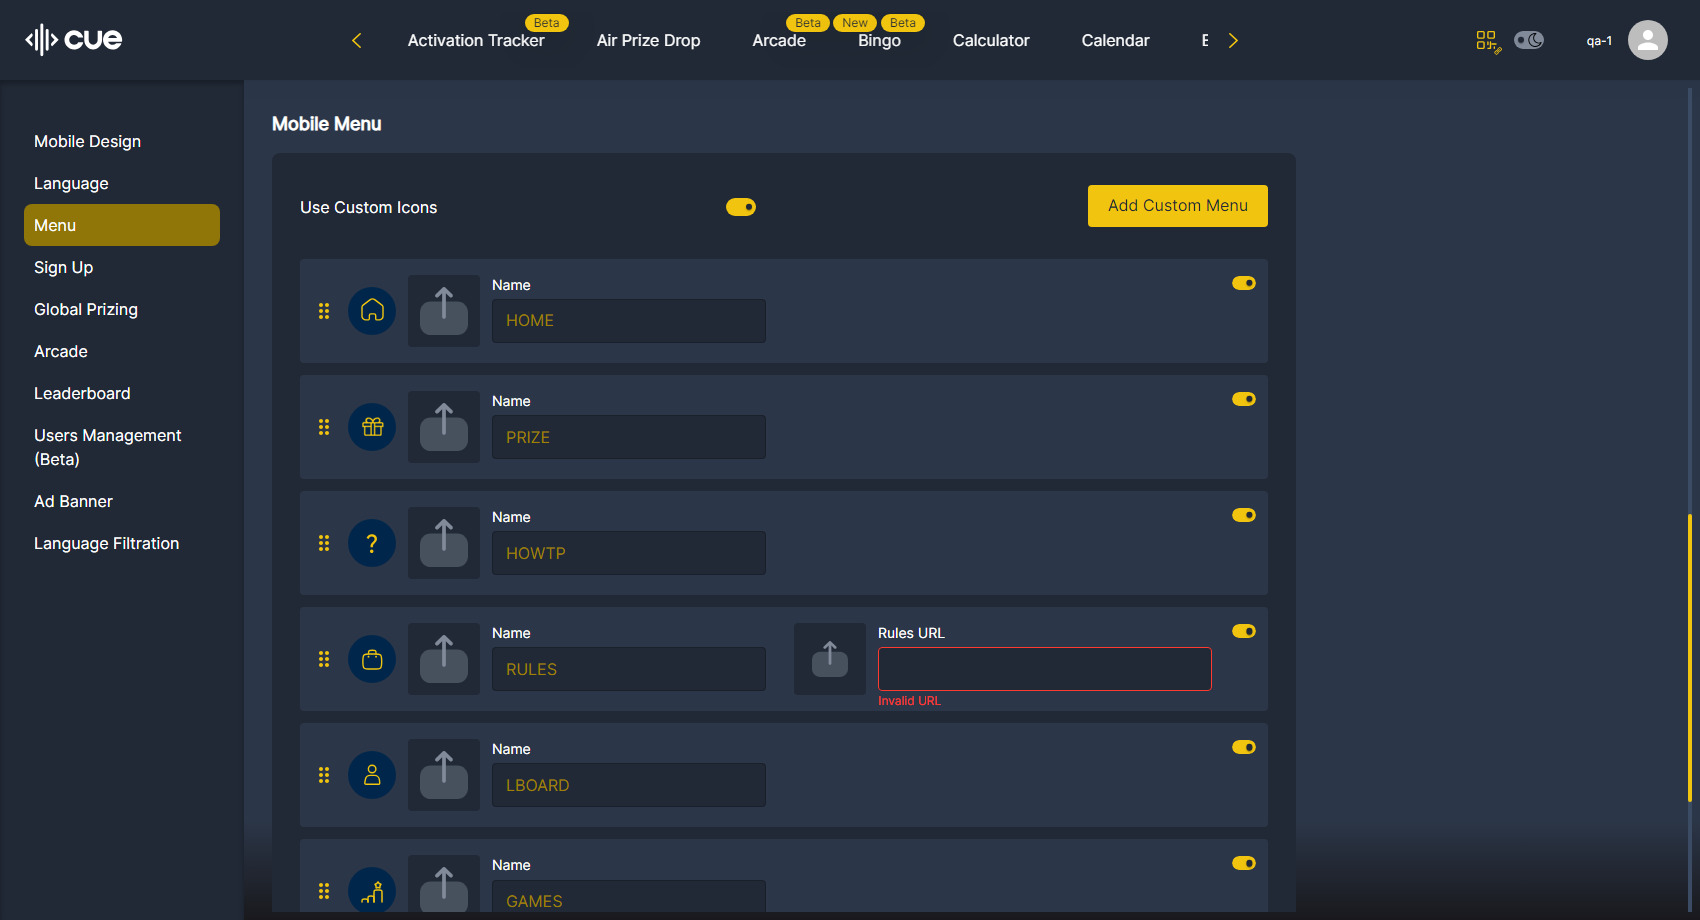 cue
Activation Tracker
Beta
Air Prize Drop
Arcade
Beta
New
Bingo
Beta
Calculator
Calendar
qa-1
Mobile Design
Language
Menu
Sign Up
Global Prizing
Arcade
Leaderboard
Users Management
(Beta)
Ad Banner
Language Filtration
Mobile Menu
Use Custom Icons
Add Custom Menu
Name
HOME
Name
PRIZE
?
Name
HOWTP
Name
RULES
Rules URL
Invalid URL
Name
LBOARD
Name
GAMES